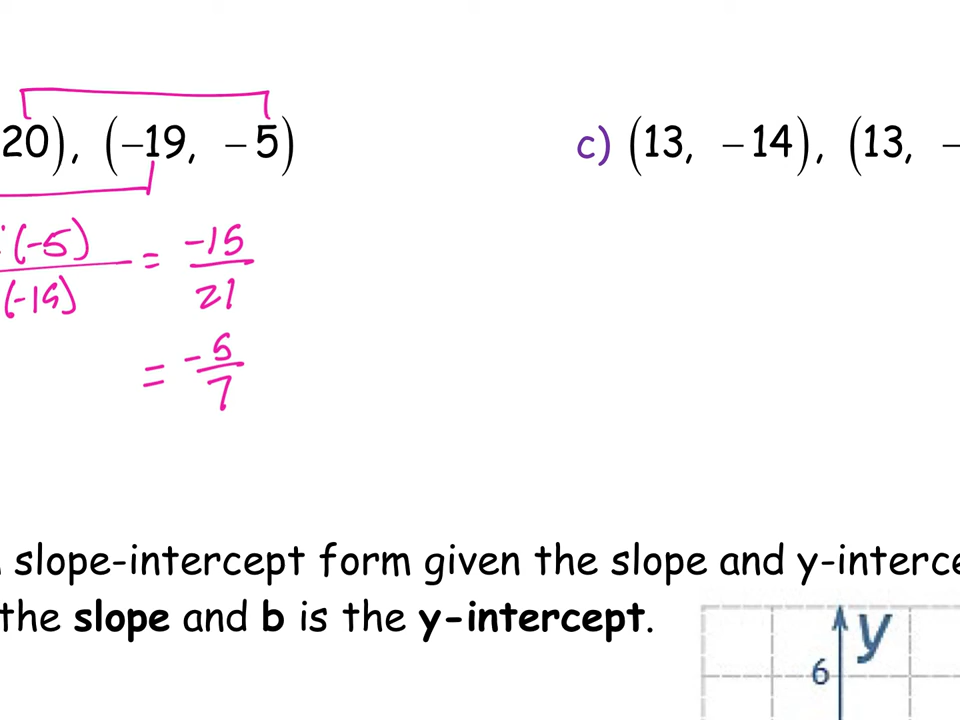 20), (−19, −5)
c) (13, −14), (13, −
(-5)
(-19)
= -15
21
= -5
7
slope-intercept form given the slope and y-interce
the slope and b is the y-intercept.
y
6